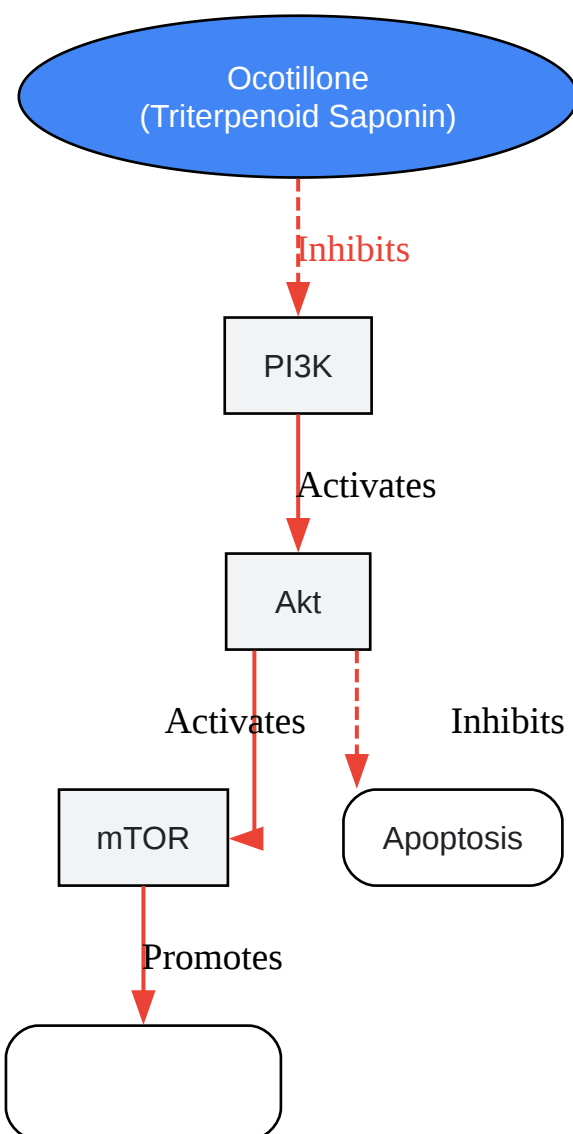 Ocotillone
(Triterpenoid Saponin)
Inhibits
PI3K
Activates
Akt
Activates
Inhibits
mTOR
Apoptosis
Promotes